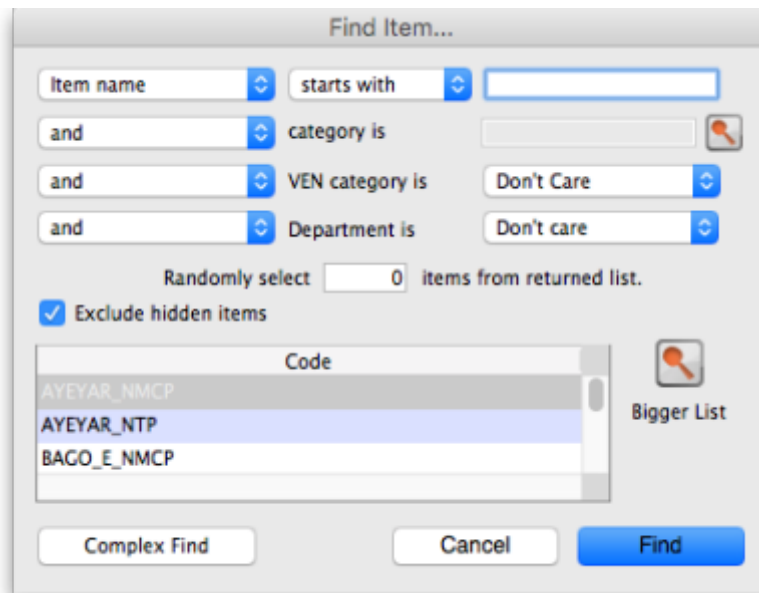 Find Item...
Item name starts with
and category is
and VEN category is Don't Care
and Department is Don't care
Randomly select 0 items from returned list.
Exclude hidden items
Code
AYEYAR_NMCP
AYEYAR_NTP
BAGO_E_NMCP
Bigger List
Complex Find Cancel Find